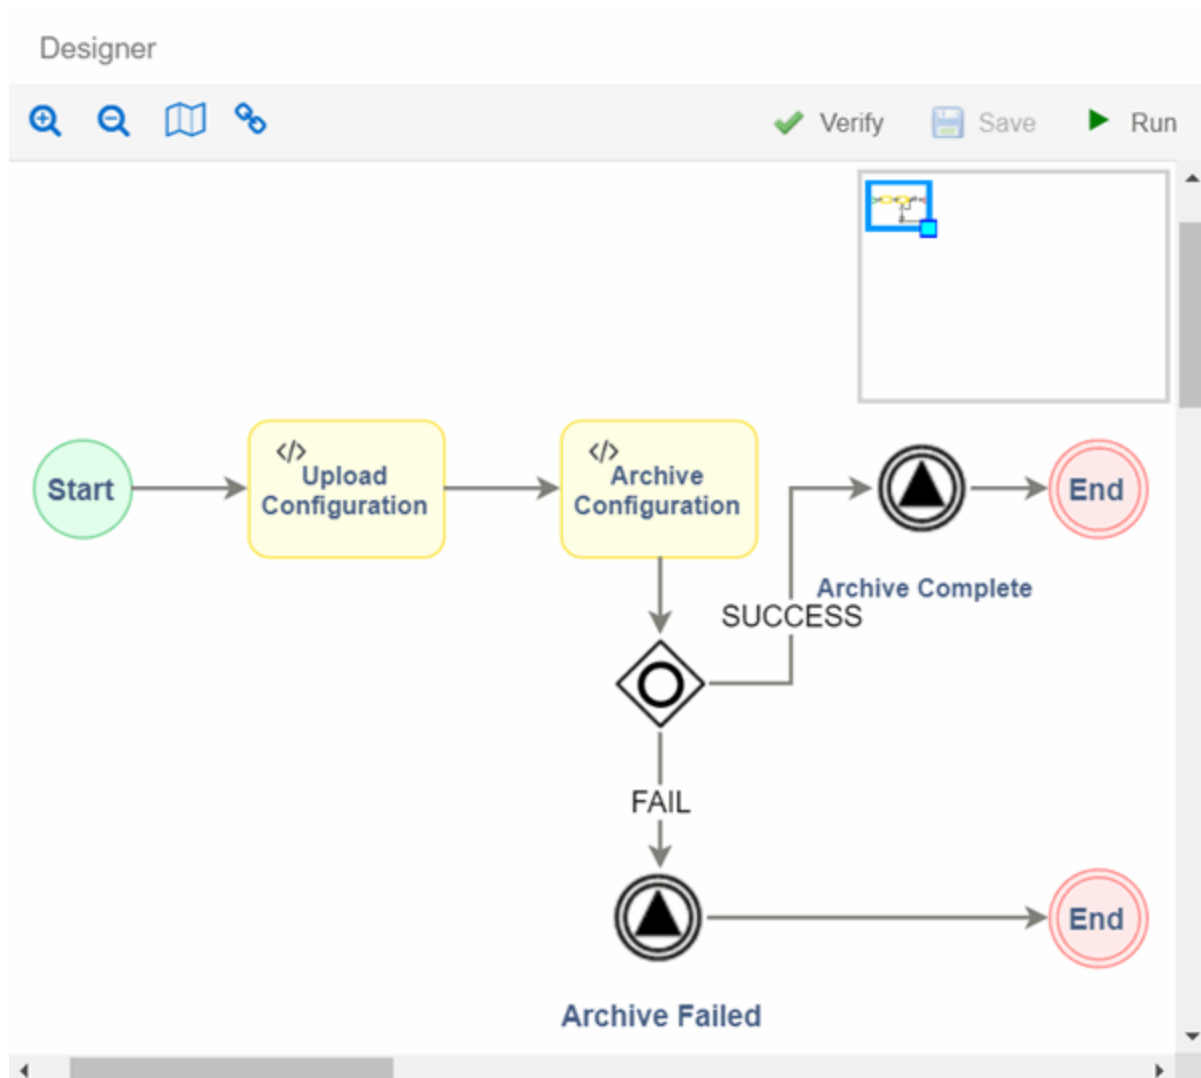 Designer
Verify
Save
Run
Start
</>
Upload
Configuration
</>
Archive
Configuration
End
Archive Complete
SUCCESS
FAIL
End
Archive Failed